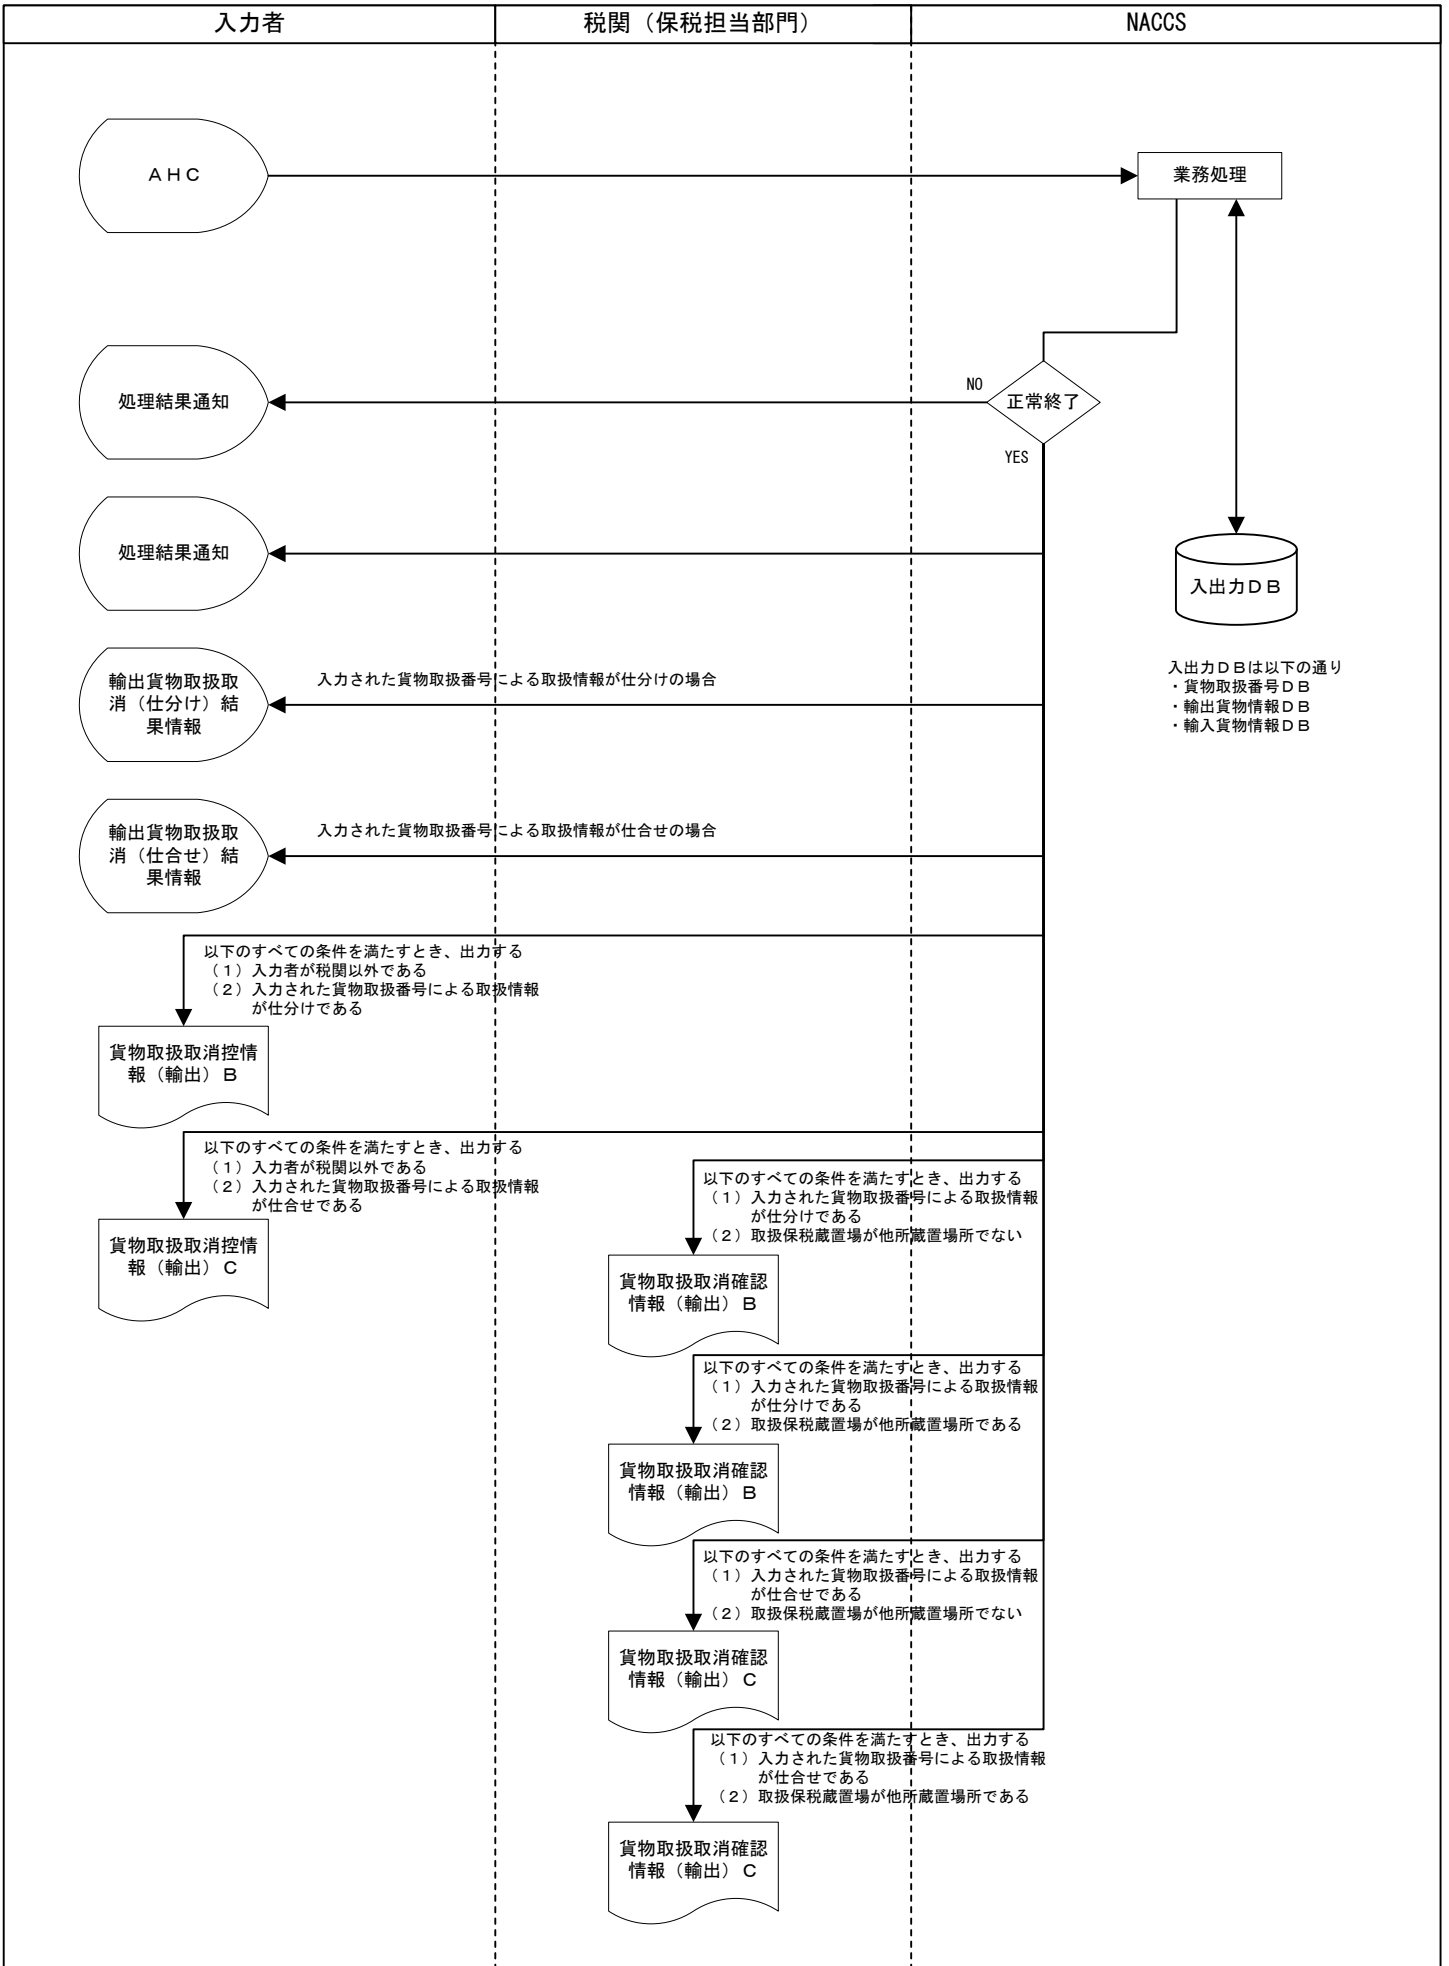 入力者
税関（保税担当部門）
NACCS
ＡＨＣ
業務処理
処理結果通知
NO
正常終了
YES
処理結果通知
入出力ＤＢ
入出力ＤＢは以下の通り
・貨物取扱番号ＤＢ
・輸出貨物情報ＤＢ
・輸入貨物情報ＤＢ
輸出貨物取扱取
消（仕分け）結
果情報
入力された貨物取扱番号による取扱情報が仕分けの場合
輸出貨物取扱取
消（仕合せ）結
果情報
入力された貨物取扱番号による取扱情報が仕合せの場合
以下のすべての条件を満たすとき、出力する
（１）入力者が税関以外である
（２）入力された貨物取扱番号による取扱情報
が仕分けである
貨物取扱取消控情
報（輸出）Ｂ
以下のすべての条件を満たすとき、出力する
（１）入力者が税関以外である
（２）入力された貨物取扱番号による取扱情報
が仕合せである
貨物取扱取消控情
報（輸出）Ｃ
以下のすべての条件を満たすとき、出力する
（１）入力された貨物取扱番号による取扱情報
が仕分けである
（２）取扱保税蔵置場が他所蔵置場所でない
貨物取扱取消確認
情報（輸出）Ｂ
以下のすべての条件を満たすとき、出力する
（１）入力された貨物取扱番号による取扱情報
が仕分けである
（２）取扱保税蔵置場が他所蔵置場所である
貨物取扱取消確認
情報（輸出）Ｂ
以下のすべての条件を満たすとき、出力する
（１）入力された貨物取扱番号による取扱情報
が仕合せである
（２）取扱保税蔵置場が他所蔵置場所でない
貨物取扱取消確認
情報（輸出）Ｃ
以下のすべての条件を満たすとき、出力する
（１）入力された貨物取扱番号による取扱情報
が仕合せである
（２）取扱保税蔵置場が他所蔵置場所である
貨物取扱取消確認
情報（輸出）Ｃ